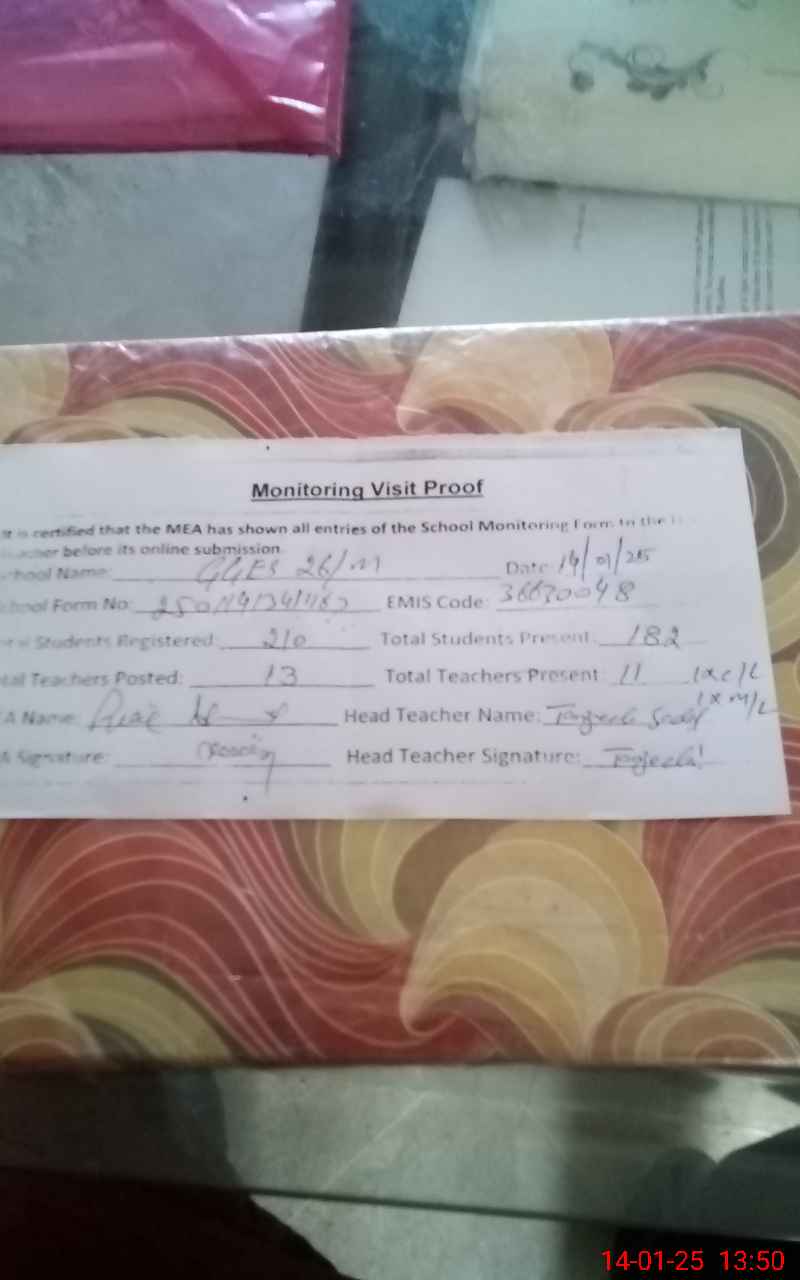 Monitoring Visit Proof
It is certified that the MEA has shown all entries of the School Monitoring Form to the
before its online submission
School Name: GGES 26/M Date: 14/01/25
School Form No: EMIS Code: 36630048
Students Registered: 210 Total Students Present: 182
Total Teachers Posted: 13 Total Teachers Present: 11 1xC/L
1xM/L
Name: Head Teacher Name:
Signature: Head Teacher Signature:
14-01-25 13:50